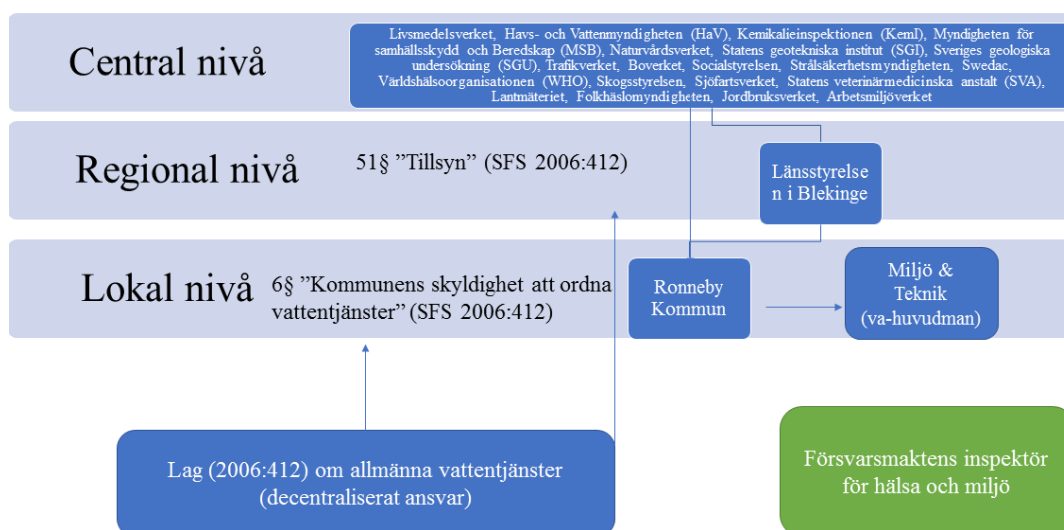 Central nivå
Livsmedelsverket, Havs- och Vattenmyndigheten (HaV), Kemikalieinspektionen (KemI), Myndigheten för
samhällsskydd och Beredskap (MSB), Naturvårdsverket, Statens geotekniska institut (SGI), Sveriges geologiska
undersökning (SGU), Trafikverket, Boverket, Socialstyrelsen, Strålsäkerhetsmyndigheten, Swedac,
Världshälsoorganisationen (WHO), Skogsstyrelsen, Sjöfartsverket, Statens veterinärmedicinska anstalt (SVA),
Lantmäteriet, Folkhäslomyndigheten, Jordbruksverket, Arbetsmiljöverket
Regional nivå
51§ ”Tillsyn” (SFS 2006:412)
Länsstyrelse
n i Blekinge
Lokal nivå
6§ ”Kommunens skyldighet att ordna
vattentjänster” (SFS 2006:412)
Ronneby
Kommun
Miljö &
Teknik
(va-huvudman)
Lag (2006:412) om allmänna vattentjänster
(decentraliserat ansvar)
Försvarsmaktens inspektör
för hälsa och miljö